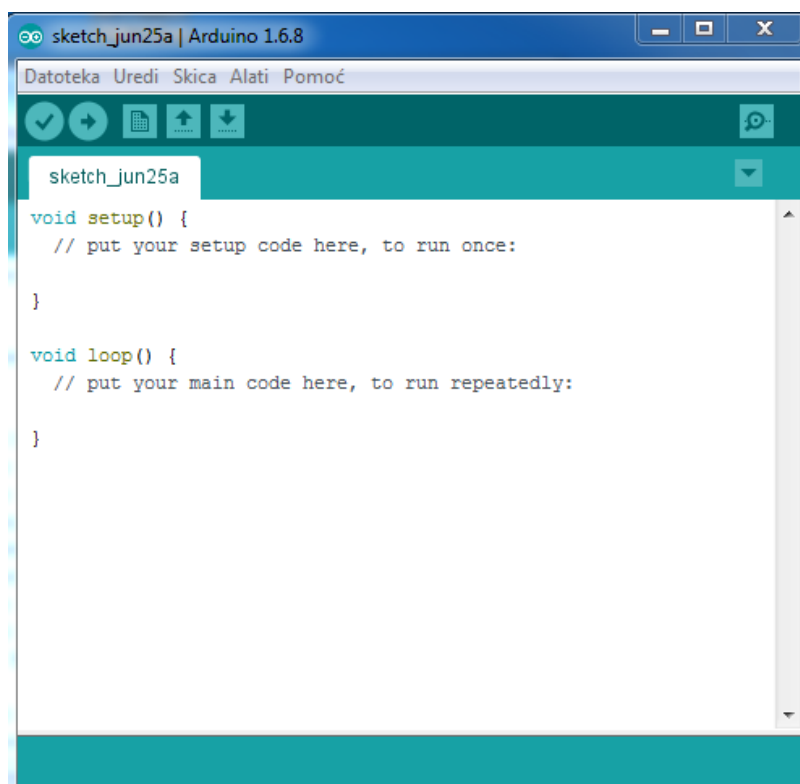 sketch_jun25a | Arduino 1.6.8
Datoteka Uredi Skica Alati Pomoć
sketch_jun25a
void setup() {
  // put your setup code here, to run once:
}
void loop() {
  // put your main code here, to run repeatedly:
}